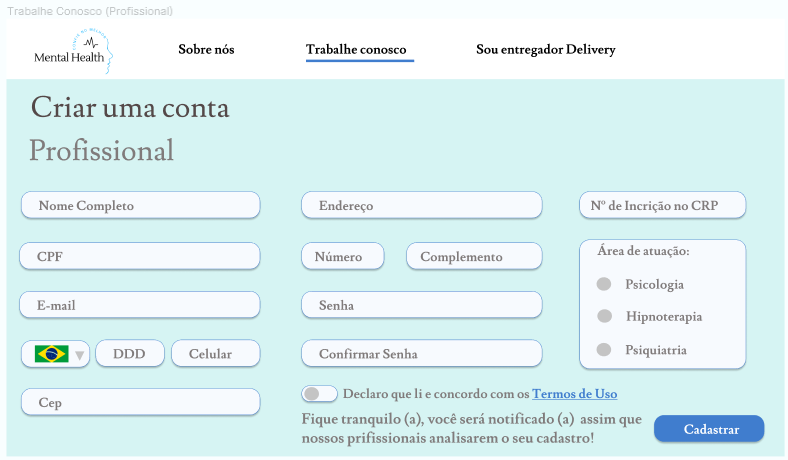 Trabalhe Conosco (Profissional)
Mental Health
Sobre nós
Trabalhe conosco
Sou entregador Delivery
Criar uma conta
Profissional
Nome Completo
Endereço
Nº de Incrição no CRP
CPF
Número
Complemento
Área de atuação:
Psicologia
Hipnoterapia
Psiquiatria
E-mail
Senha
DDD
Celular
Confirmar Senha
Cep
Declaro que li e concordo com os Termos de Uso
Fique tranquilo (a), você será notificado (a) assim que
nossos prifissionais analisarem o seu cadastro!
Cadastrar